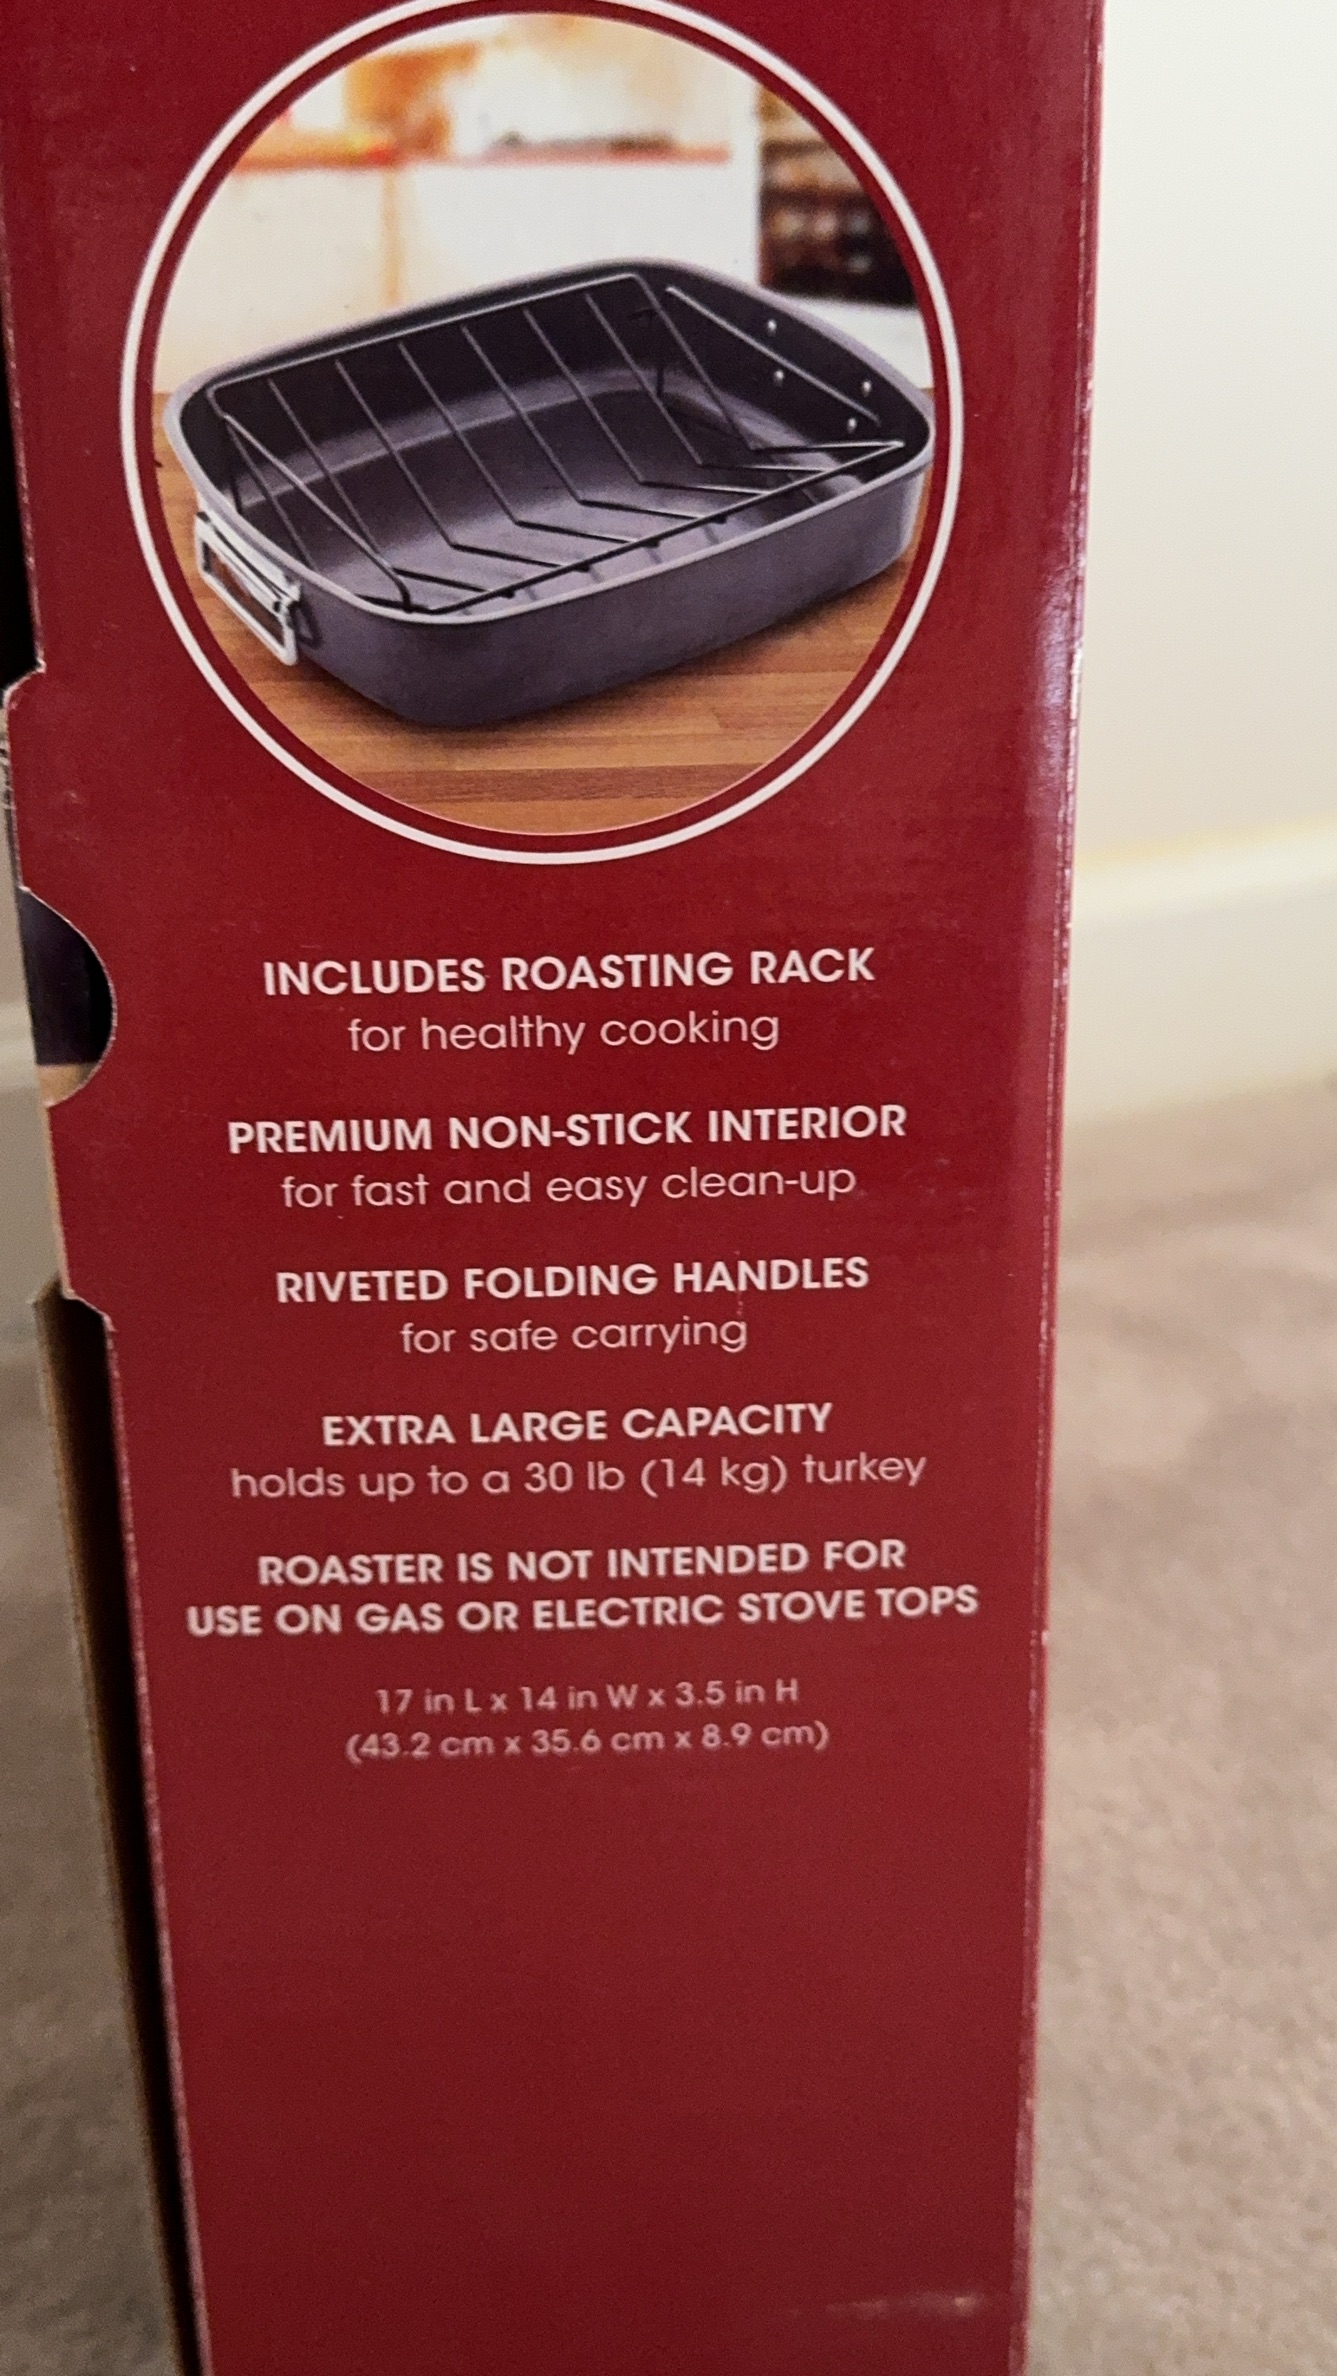 INCLUDES ROASTING RACK
for healthy cooking
PREMIUM NON-STICK INTERIOR
for fast and easy clean-up
RIVETED FOLDING HANDLES
for safe carrying
EXTRA LARGE CAPACITY
holds up to a 30 lb (14 kg) turkey
ROASTER IS NOT INTENDED FOR
USE ON GAS OR ELECTRIC STOVE TOPS
17 in L x 14 in W x 3.5 in H
(43.2 cm x 35.6 cm x 8.9 cm)